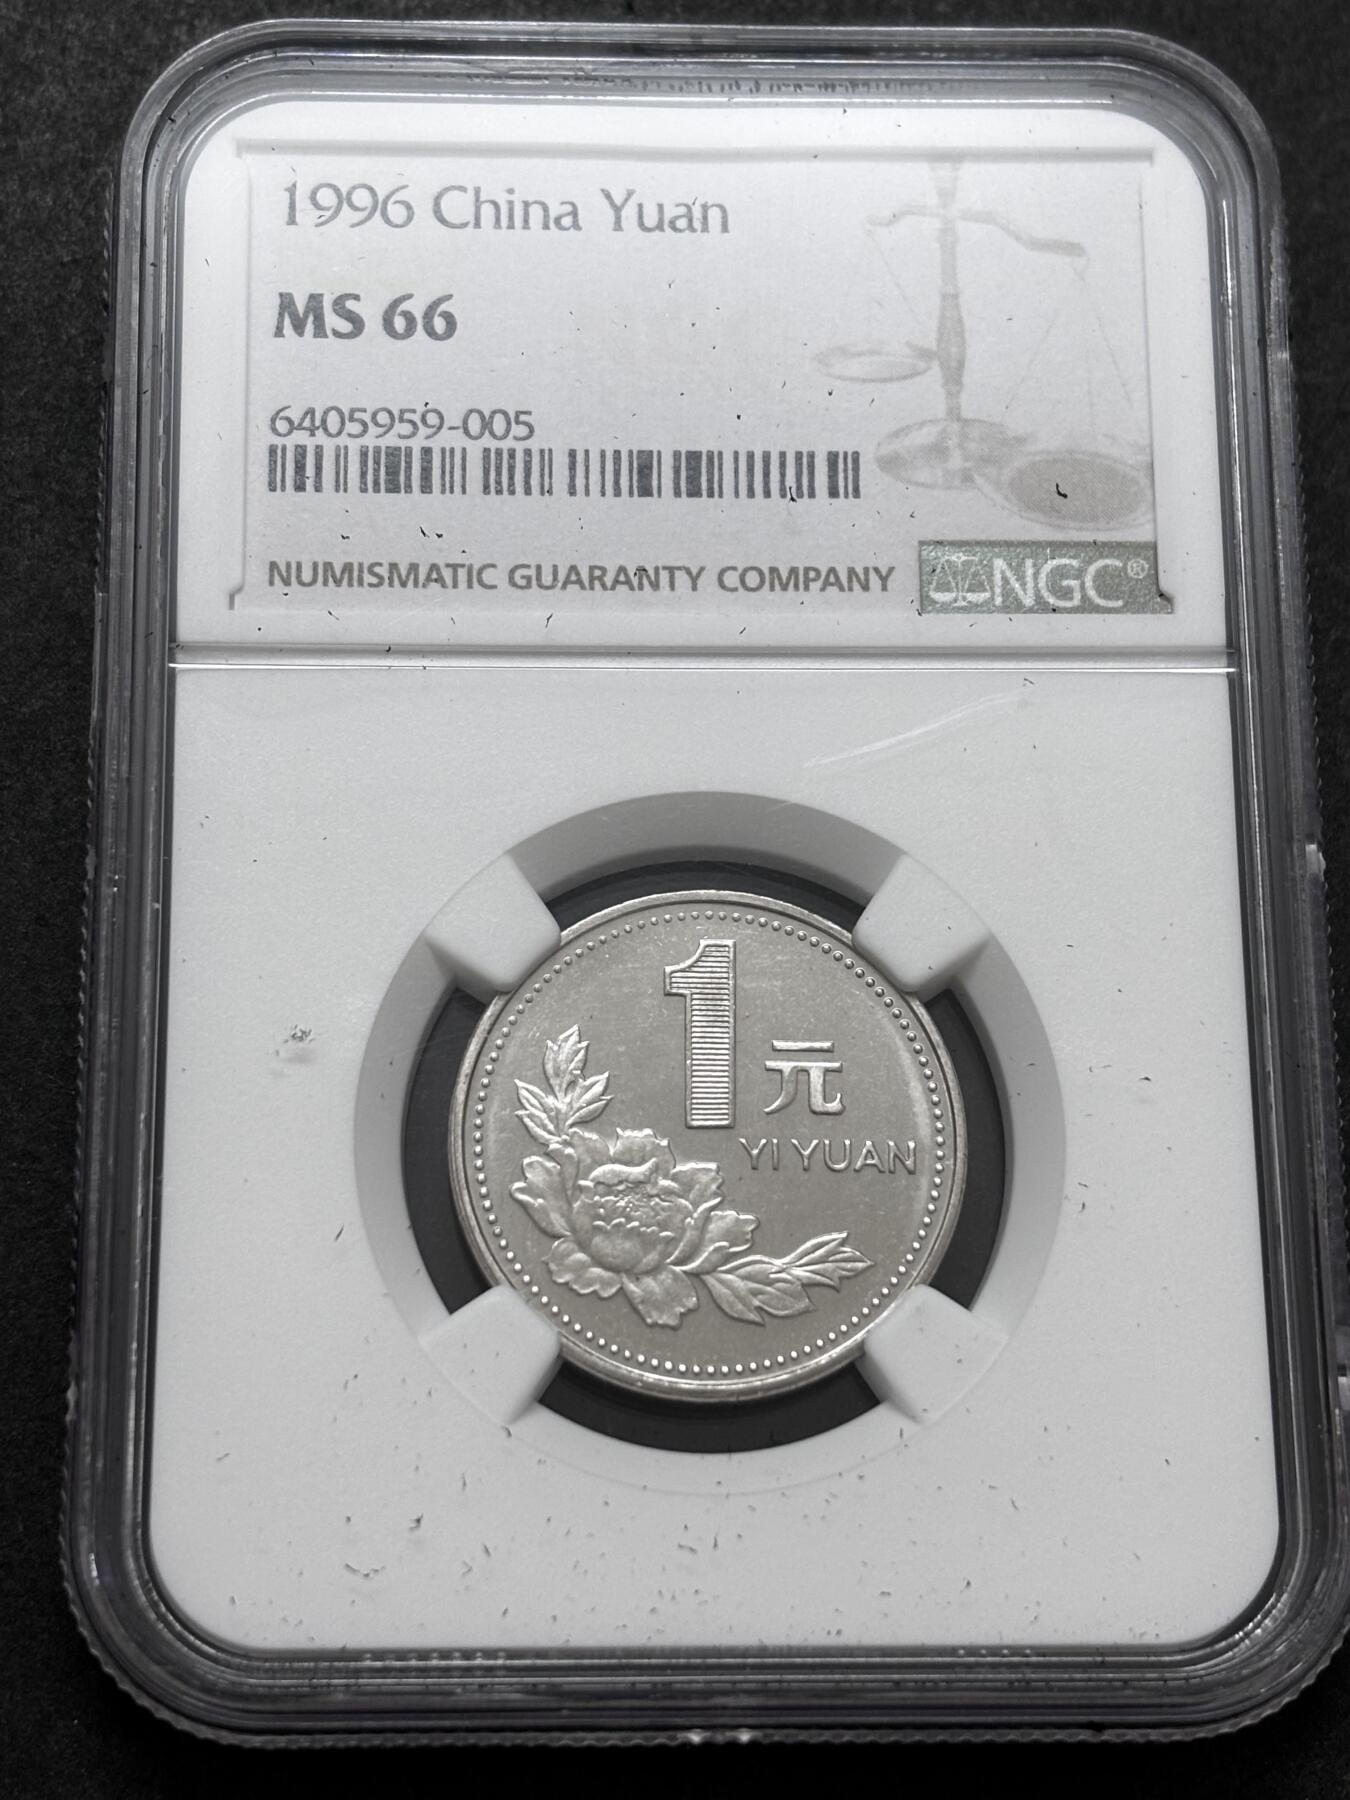 1996 China Yuan
MS 66
6405959-005
NUMISMATIC GUARANTY COMPANY
NGC®
1
元
YI YUAN